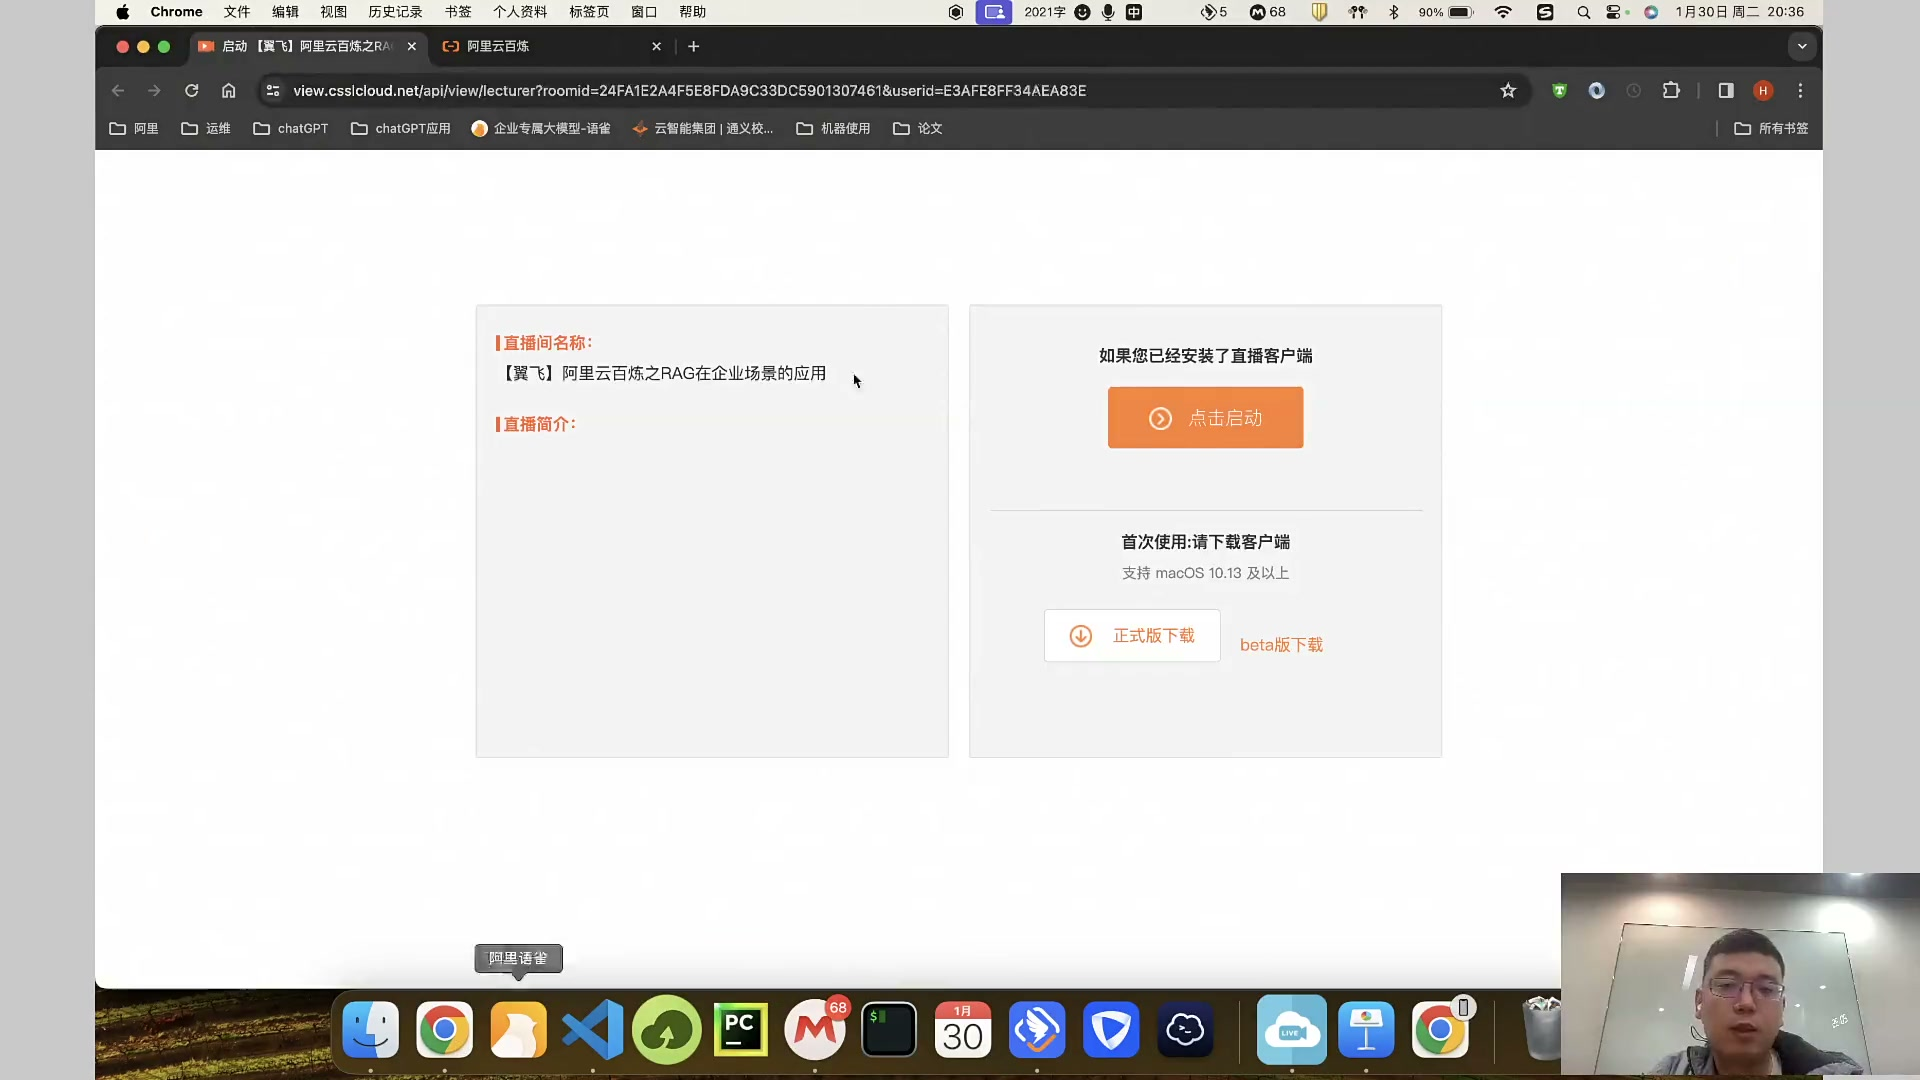 Chrome 文件 编辑 视图 历史记录 书签 个人资料 标签页 窗口 帮助 2021字 中 5 68 90% 1月30日 周二 20:36
启动 【翼飞】阿里云百炼之RA 阿里云百炼
view.csslcloud.net/api/view/lecturer?roomid=24FA1E2A4F5E8FDA9C33DC5901307461&userid=E3AFE8FF34AEA83E
阿里 运维 chatGPT chatGPT应用 企业专属大模型-语雀 云智能集团 | 通义校... 机器使用 论文 所有书签
直播间名称：
【翼飞】阿里云百炼之RAG在企业场景的应用
直播简介：
如果您已经安装了直播客户端
点击启动
首次使用:请下载客户端
支持 macOS 10.13 及以上
正式版下载
beta版下载
阿里语雀
PC
68
$
1月
30
LIVE